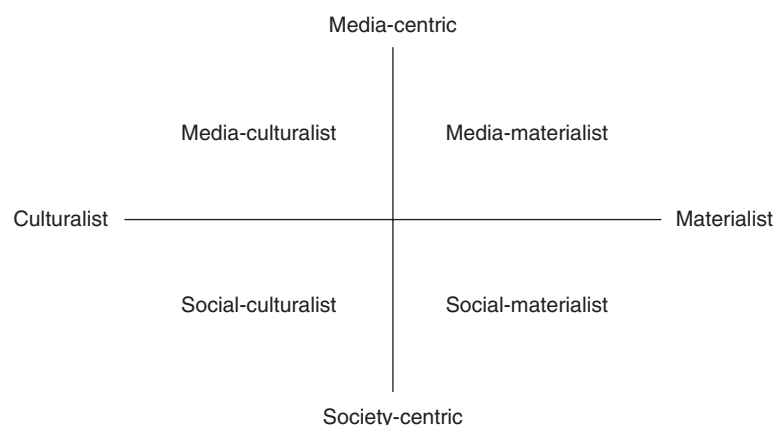 Media-centric
Media-culturalist
Media-materialist
Culturalist
Materialist
Social-culturalist
Social-materialist
Society-centric